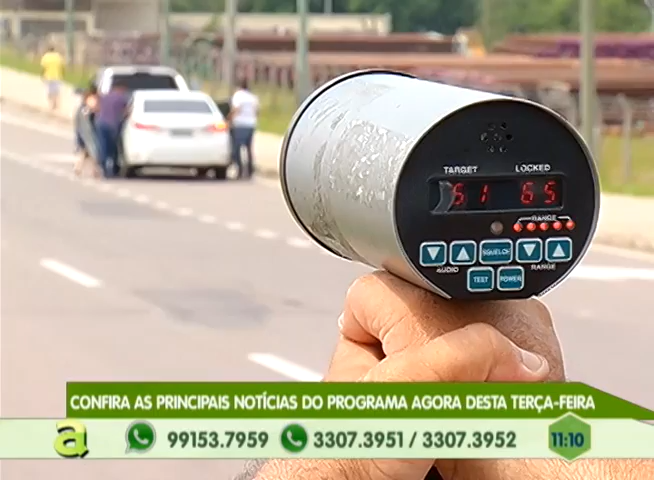 TARGET LOCKED
61 65
RANGE
SQUELCH
AUDIO RANGE
TEST POWER
CONFIRA AS PRINCIPAIS NOTÍCIAS DO PROGRAMA AGORA DESTA TERÇA-FEIRA
a 99153.7959 3307.3951 / 3307.3952 11:10